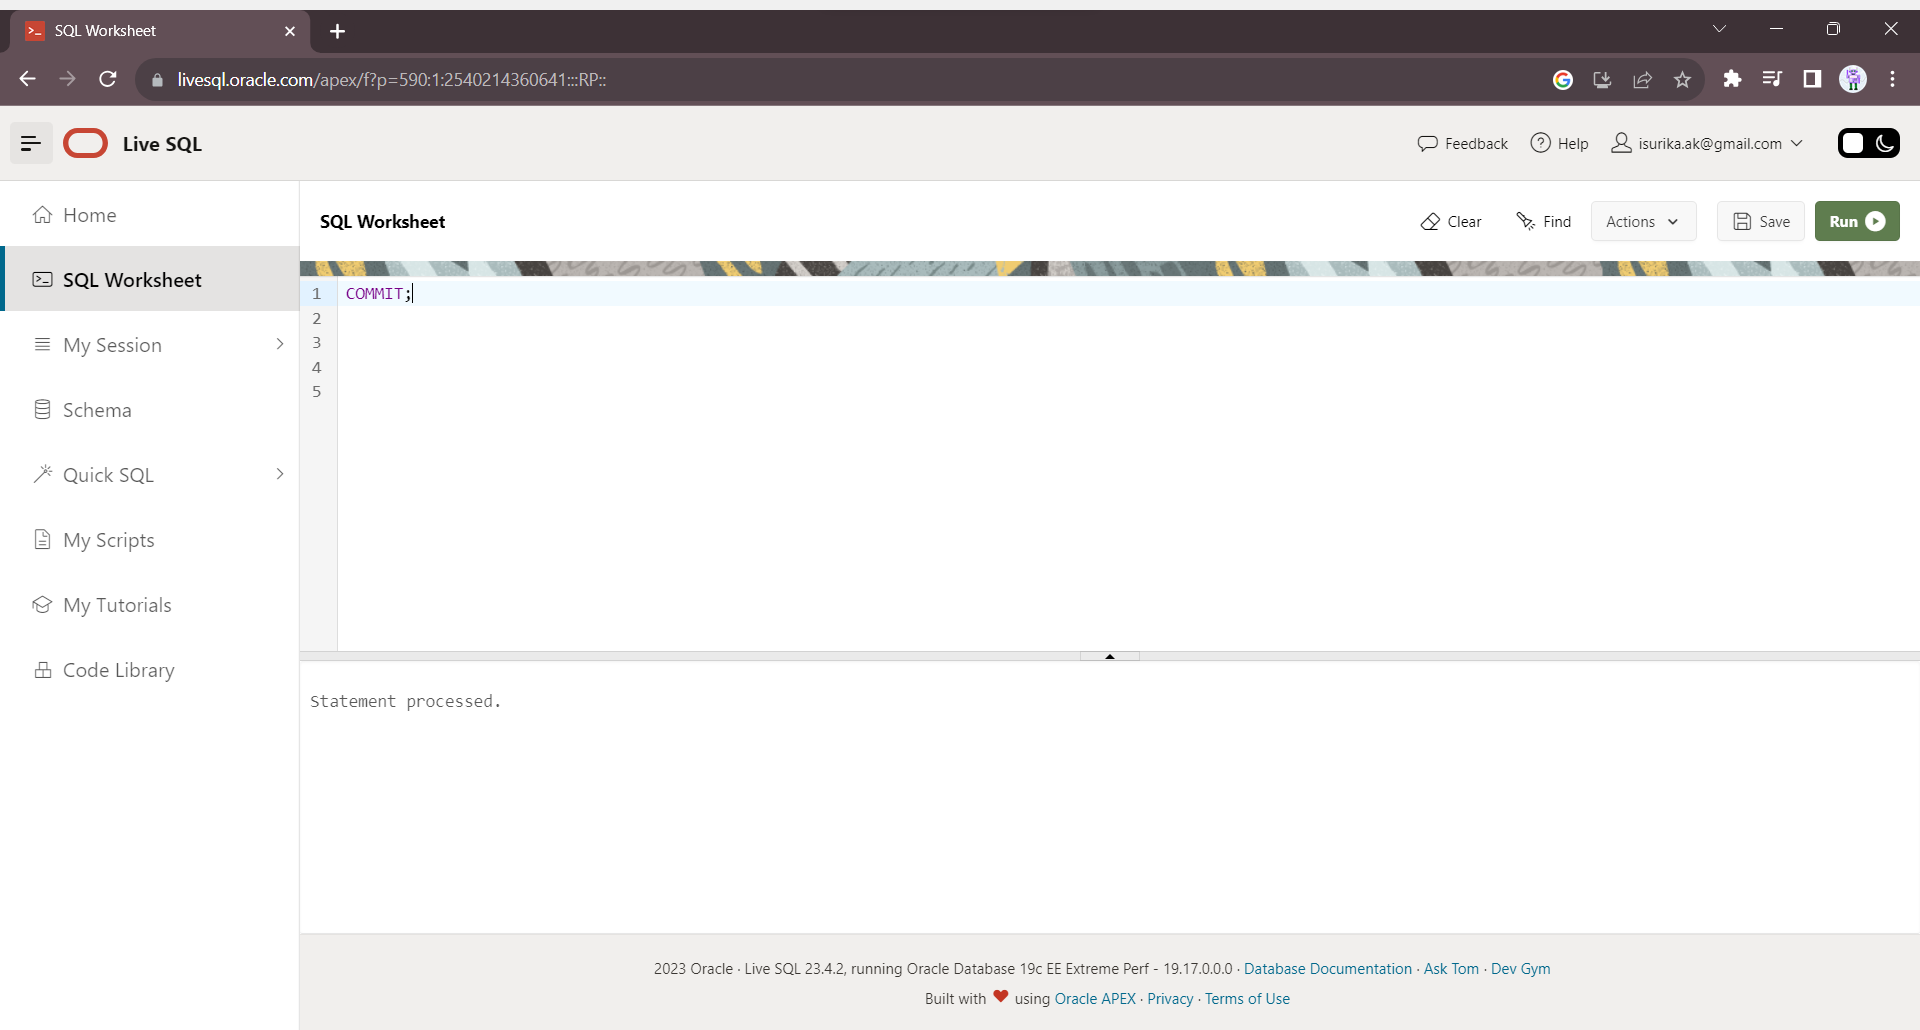 SQL Worksheet
livesql.oracle.com/apex/f?p=590:1:2540214360641:::RP::
Live SQL
Feedback
Help
isurika.ak@gmail.com
Home
SQL Worksheet
My Session
Schema
Quick SQL
My Scripts
My Tutorials
Code Library
SQL Worksheet
Clear
Find
Actions
Save
Run
1 COMMIT;
2
3
4
5
Statement processed.
2023 Oracle · Live SQL 23.4.2, running Oracle Database 19c EE Extreme Perf - 19.17.0.0.0 · Database Documentation · Ask Tom · Dev Gym
Built with ♥ using Oracle APEX · Privacy · Terms of Use